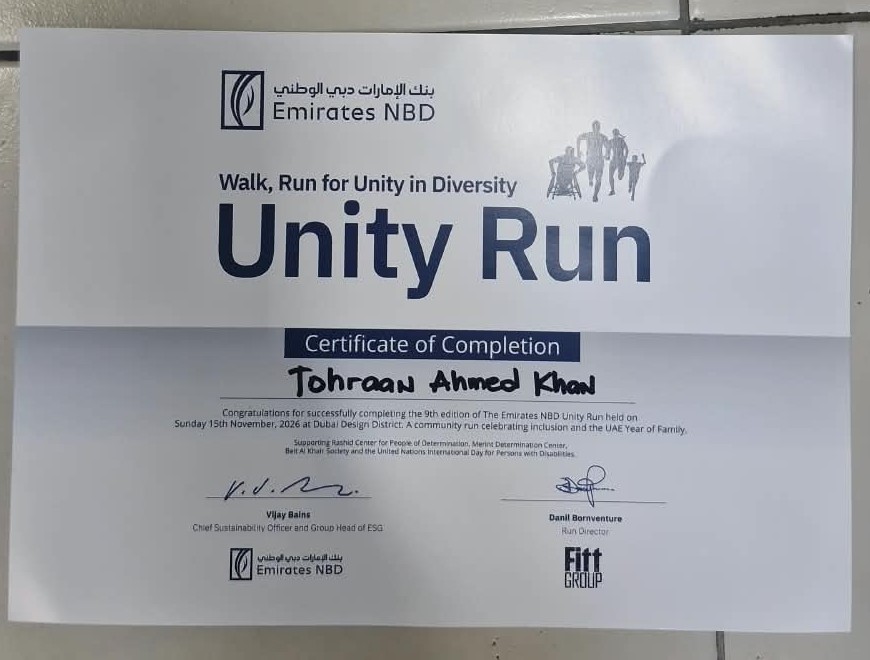 بنك الإمارات دبي الوطني
Emirates NBD
Walk, Run for Unity in Diversity
Unity Run
Certificate of Completion
Tohraan Ahmed Khan
Congratulations for successfully completing the 9th edition of The Emirates NBD Unity Run held on
Sunday 15th November, 2026 at Dubai Design District. A community run celebrating inclusion and the UAE Year of Family.
Supporting Rashid Center for People of Determination, Merint Determination Center,
Beit Al Khair Society and the United Nations International Day for Persons with Disabilities.
Vijay Bains
Chief Sustainability Officer and Group Head of ESG
Danil Bornventure
Run Director
بنك الإمارات دبي الوطني
Emirates NBD
Fitt
GROUP